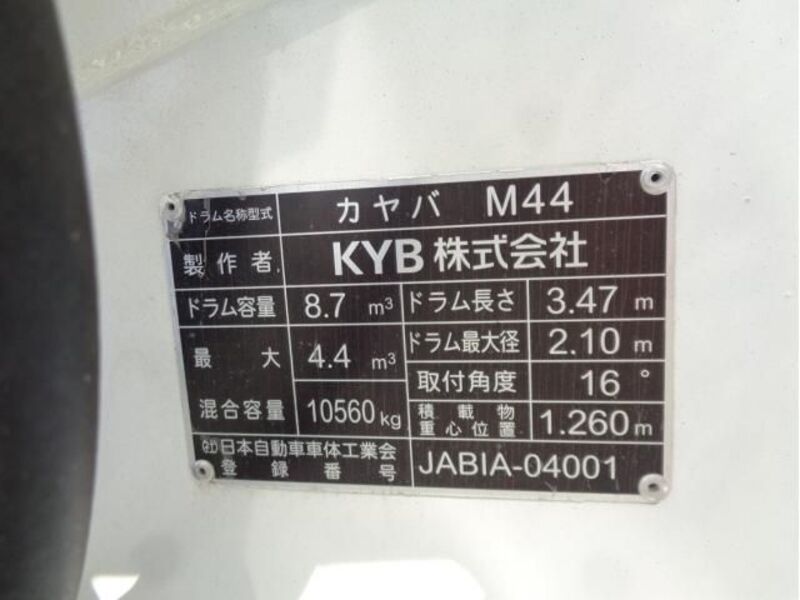 ドラム名称型式 カヤバ M44
製作者 KYB株式会社
ドラム容量 8.7 m³ ドラム長さ 3.47 m
最大 4.4 m³ ドラム最大径 2.10 m
取付角度 16 °
混合容量 10560kg 積載物重心位置 1.260 m
(社)日本自動車車体工業会
登録番号 JABIA-04001